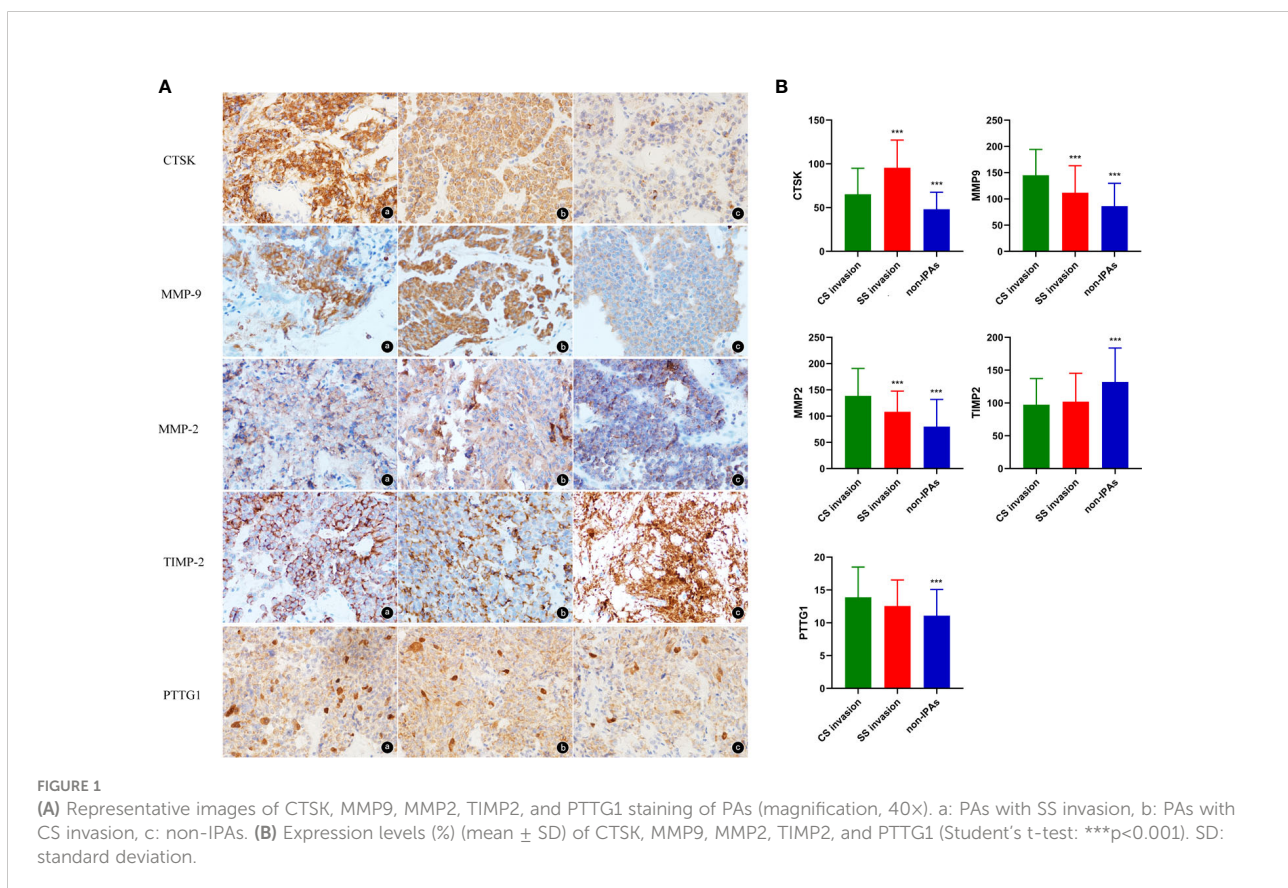 A
CTSK
a
b
c
MMP-9
a
b
c
MMP-2
a
b
c
TIMP-2
a
b
c
PTTG1
a
b
c
B
CTSK
150
100
50
0
***
***
CS invasion
SS invasion
non-IPAs
MMP9
250
200
150
100
50
0
***
***
CS invasion
SS invasion
non-IPAs
MMP2
250
200
150
100
50
0
***
***
CS invasion
SS invasion
non-IPAs
TIMP2
200
150
100
50
0
***
CS invasion
SS invasion
non-IPAs
PTTG1
20
15
10
5
0
***
CS invasion
SS invasion
non-IPAs
FIGURE 1
(A) Representative images of CTSK, MMP9, MMP2, TIMP2, and PTTG1 staining of PAs (magnification, 40×). a: PAs with SS invasion, b: PAs with
CS invasion, c: non-IPAs. (B) Expression levels (%) (mean ± SD) of CTSK, MMP9, MMP2, TIMP2, and PTTG1 (Student's t-test: ***p<0.001). SD:
standard deviation.